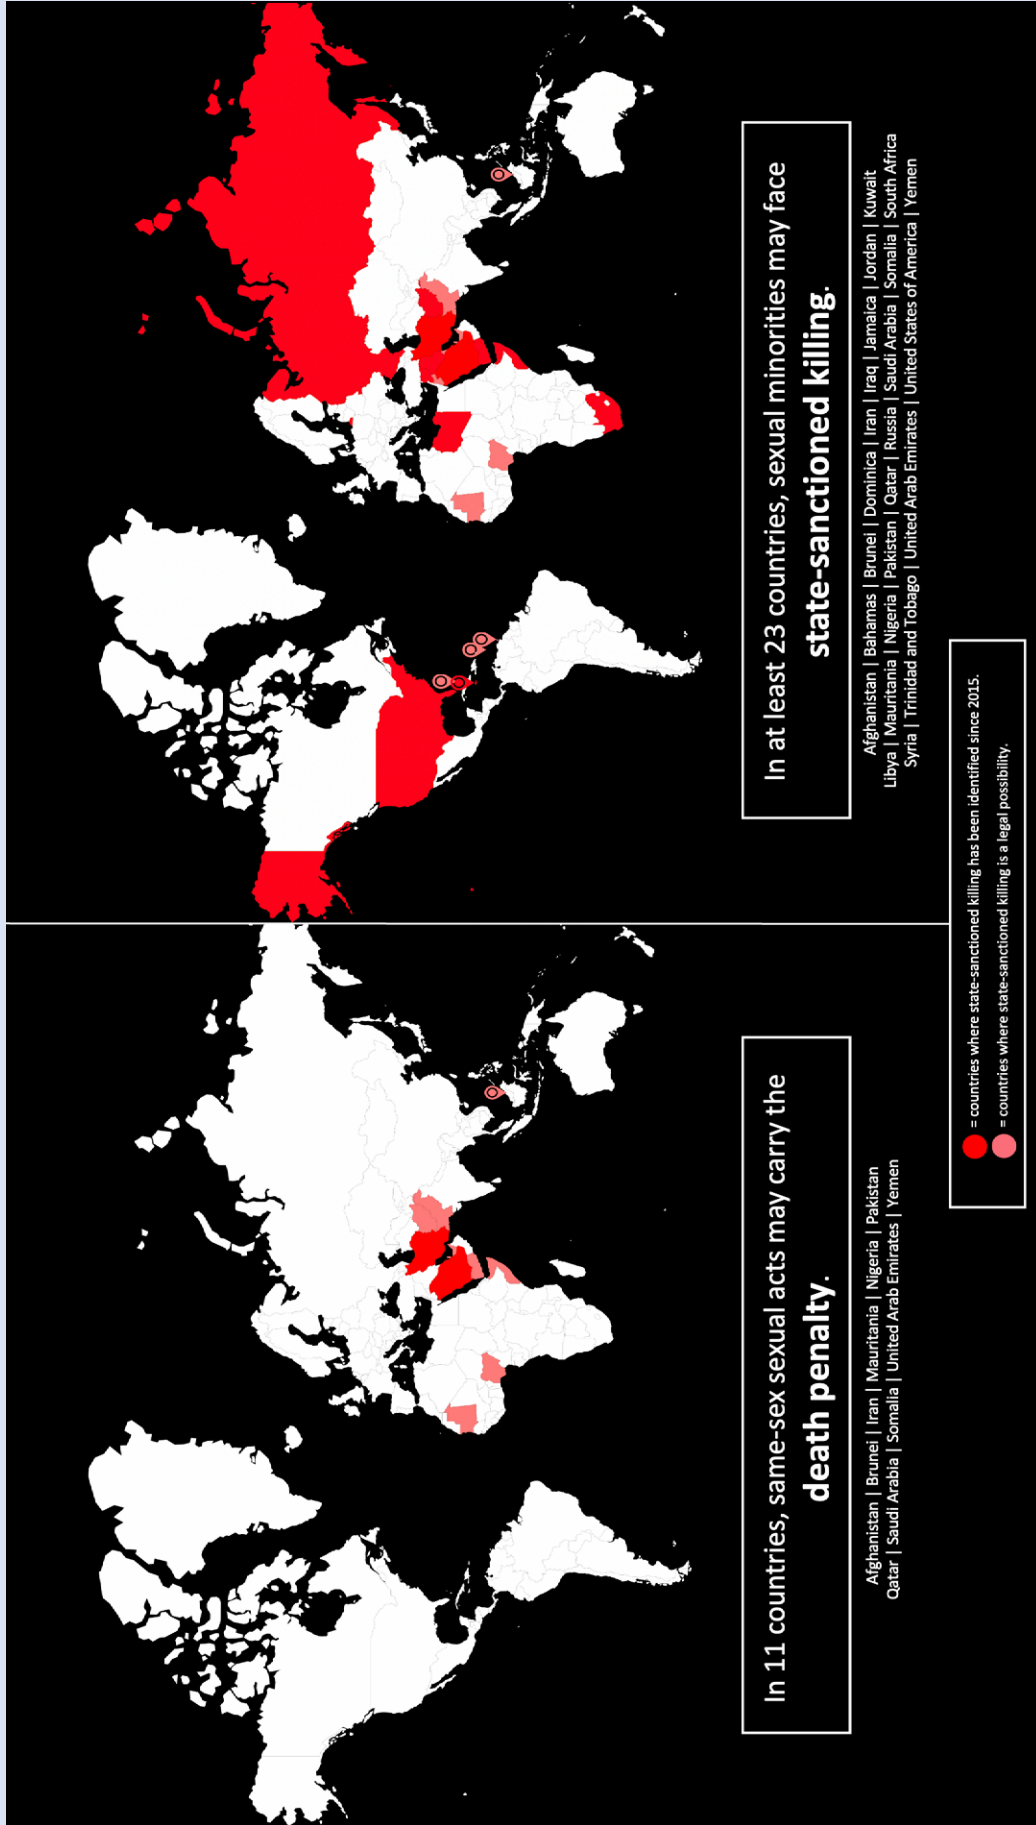 In 11 countries, same-sex sexual acts may carry the
death penalty.
Afghanistan | Brunei | Iran | Mauritania | Nigeria | Pakistan
Qatar | Saudi Arabia | Somalia | United Arab Emirates | Yemen
In at least 23 countries, sexual minorities may face
state-sanctioned killing.
Afghanistan | Bahamas | Brunei | Dominica | Iran | Iraq | Jamaica | Jordan | Kuwait
Libya | Mauritania | Nigeria | Pakistan | Qatar | Russia | Saudi Arabia | Somalia | South Africa
Syria | Trinidad and Tobago | United Arab Emirates | United States of America | Yemen
= countries where state-sanctioned killing has been identified since 2015.
= countries where state-sanctioned killing is a legal possibility.